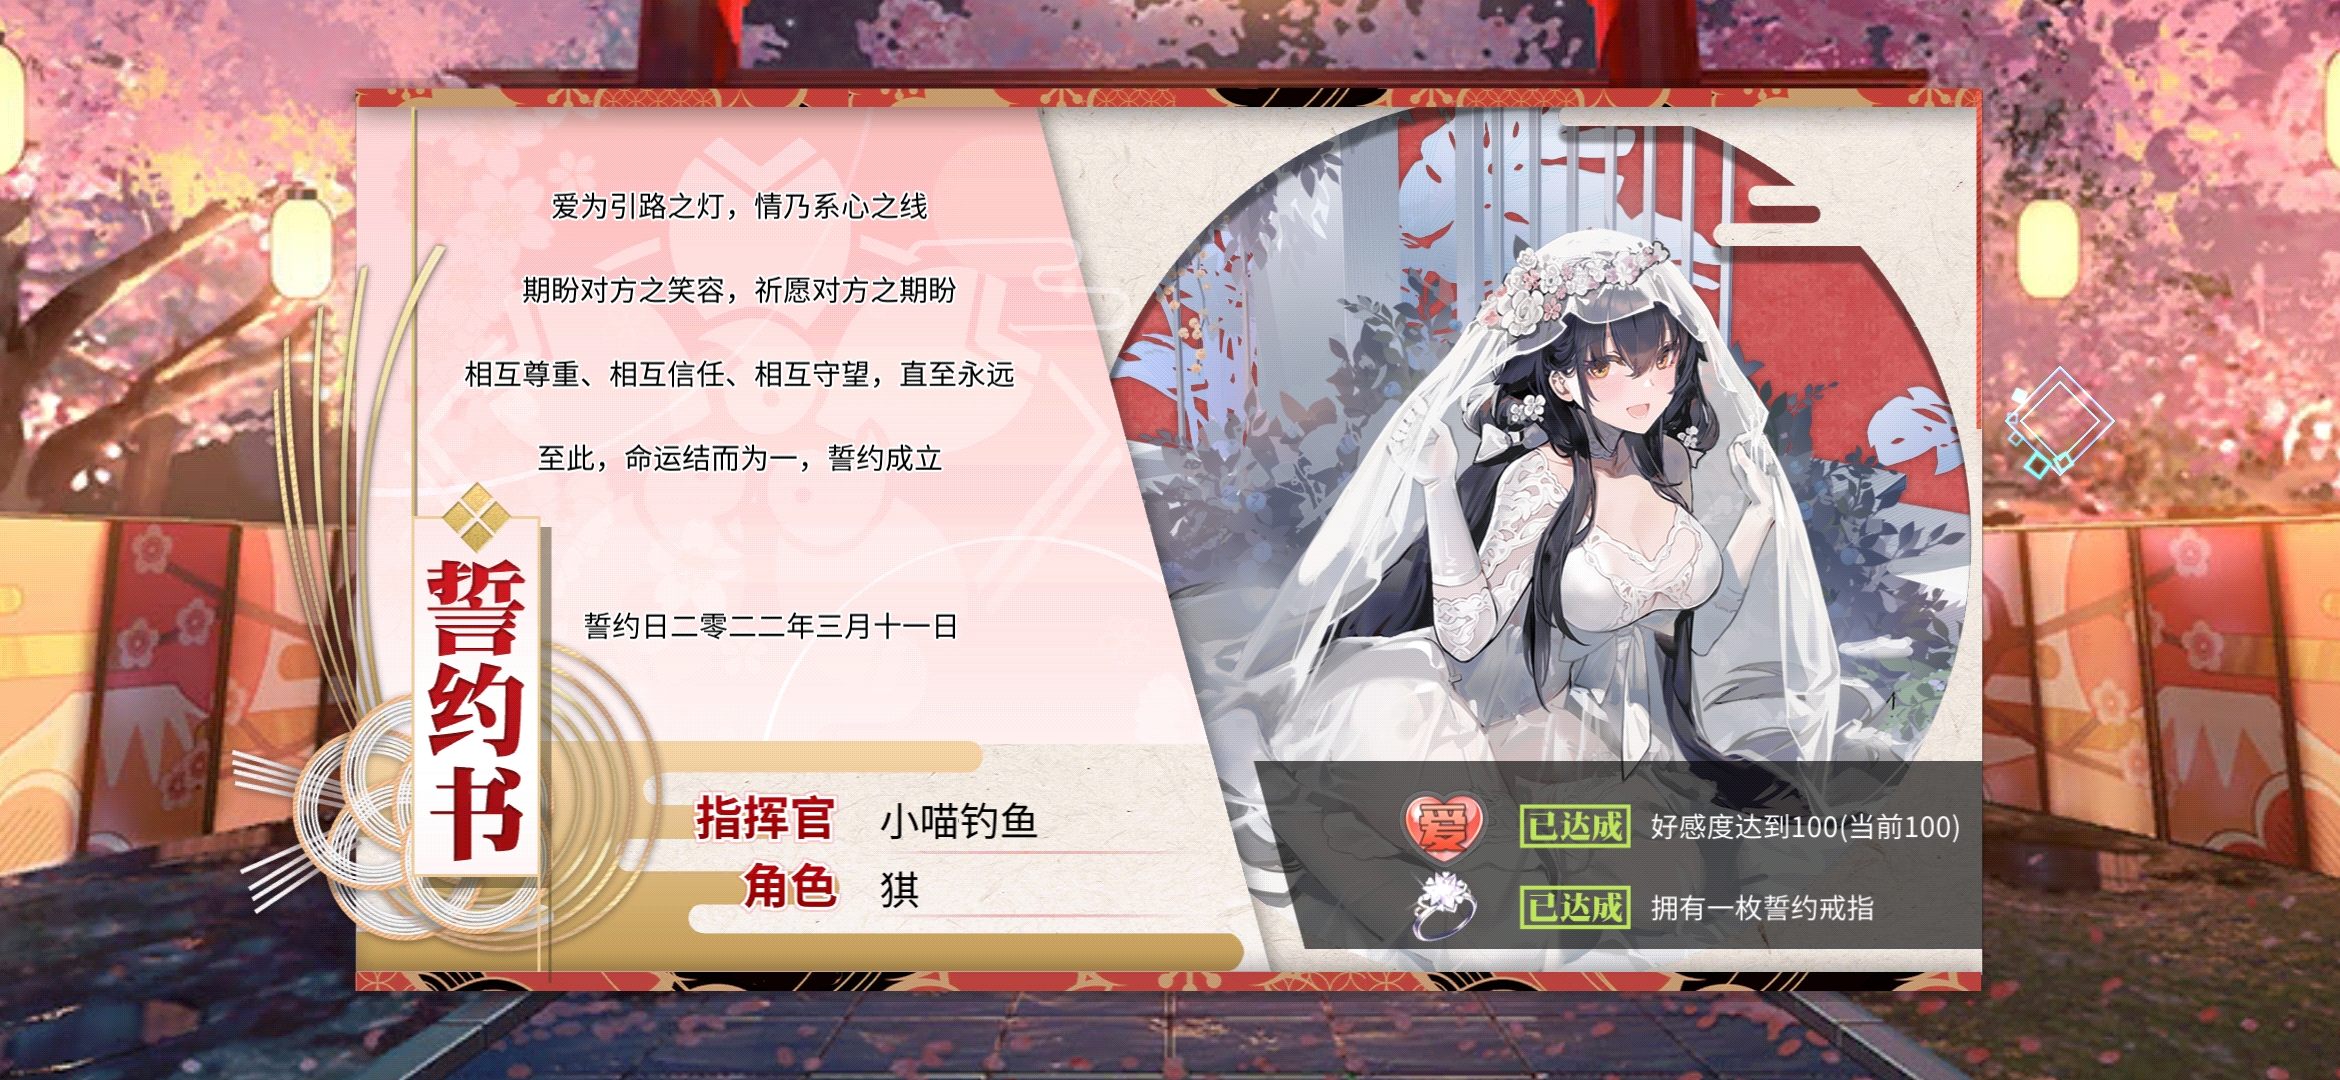 爱为引路之灯，情乃系心之线
期盼对方之笑容，祈愿对方之期盼
相互尊重、相互信任、相互守望，直至永远
至此，命运结而为一，誓约成立
誓约日二零二二年三月十一日
誓约书
指挥官 小喵钓鱼
角色 猉
爱 已达成 好感度达到100(当前100)
已达成 拥有一枚誓约戒指